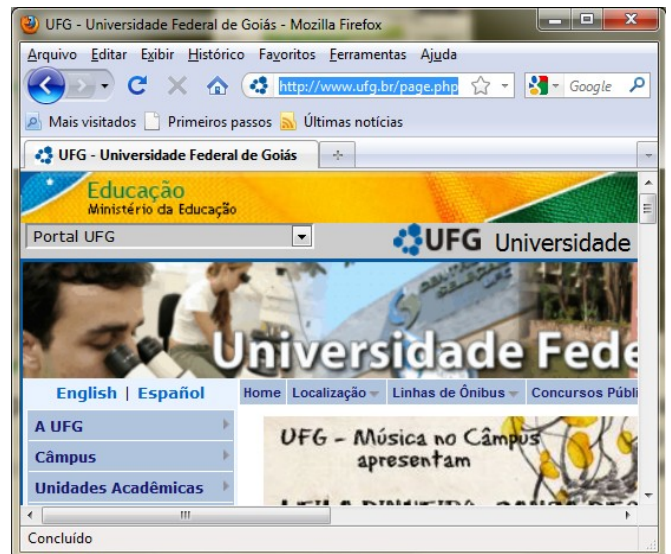 UFG - Universidade Federal de Goiás - Mozilla Firefox
Arquivo Editar Exibir Histórico Favoritos Ferramentas Ajuda
http://www.ufg.br/page.php Google
Mais visitados Primeiros passos Últimas notícias
UFG - Universidade Federal de Goiás
Educação
Ministério da Educação
Portal UFG
UFG Universidade
Universidade Fede
English | Español
Home Localização Linhas de Ônibus Concursos Públi
A UFG
Câmpus
Unidades Acadêmicas
UFG - Música no Câmpus
apresentam
Concluído